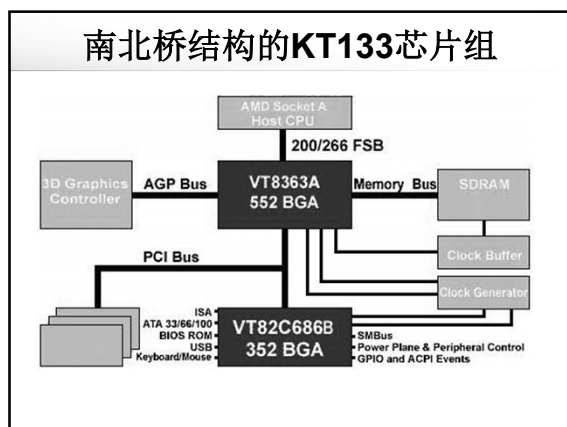 南北桥结构的KT133芯片组
AMD Socket A
Host CPU
200/266 FSB
3D Graphics
Controller
AGP Bus
VT8363A
552 BGA
Memory Bus
SDRAM
Clock Buffer
PCI Bus
Clock Generator
ISA
ATA 33/66/100
BIOS ROM
USB
Keyboard/Mouse
VT82C686B
352 BGA
SMBus
Power Plane & Peripheral Control
GPIO and ACPI Events